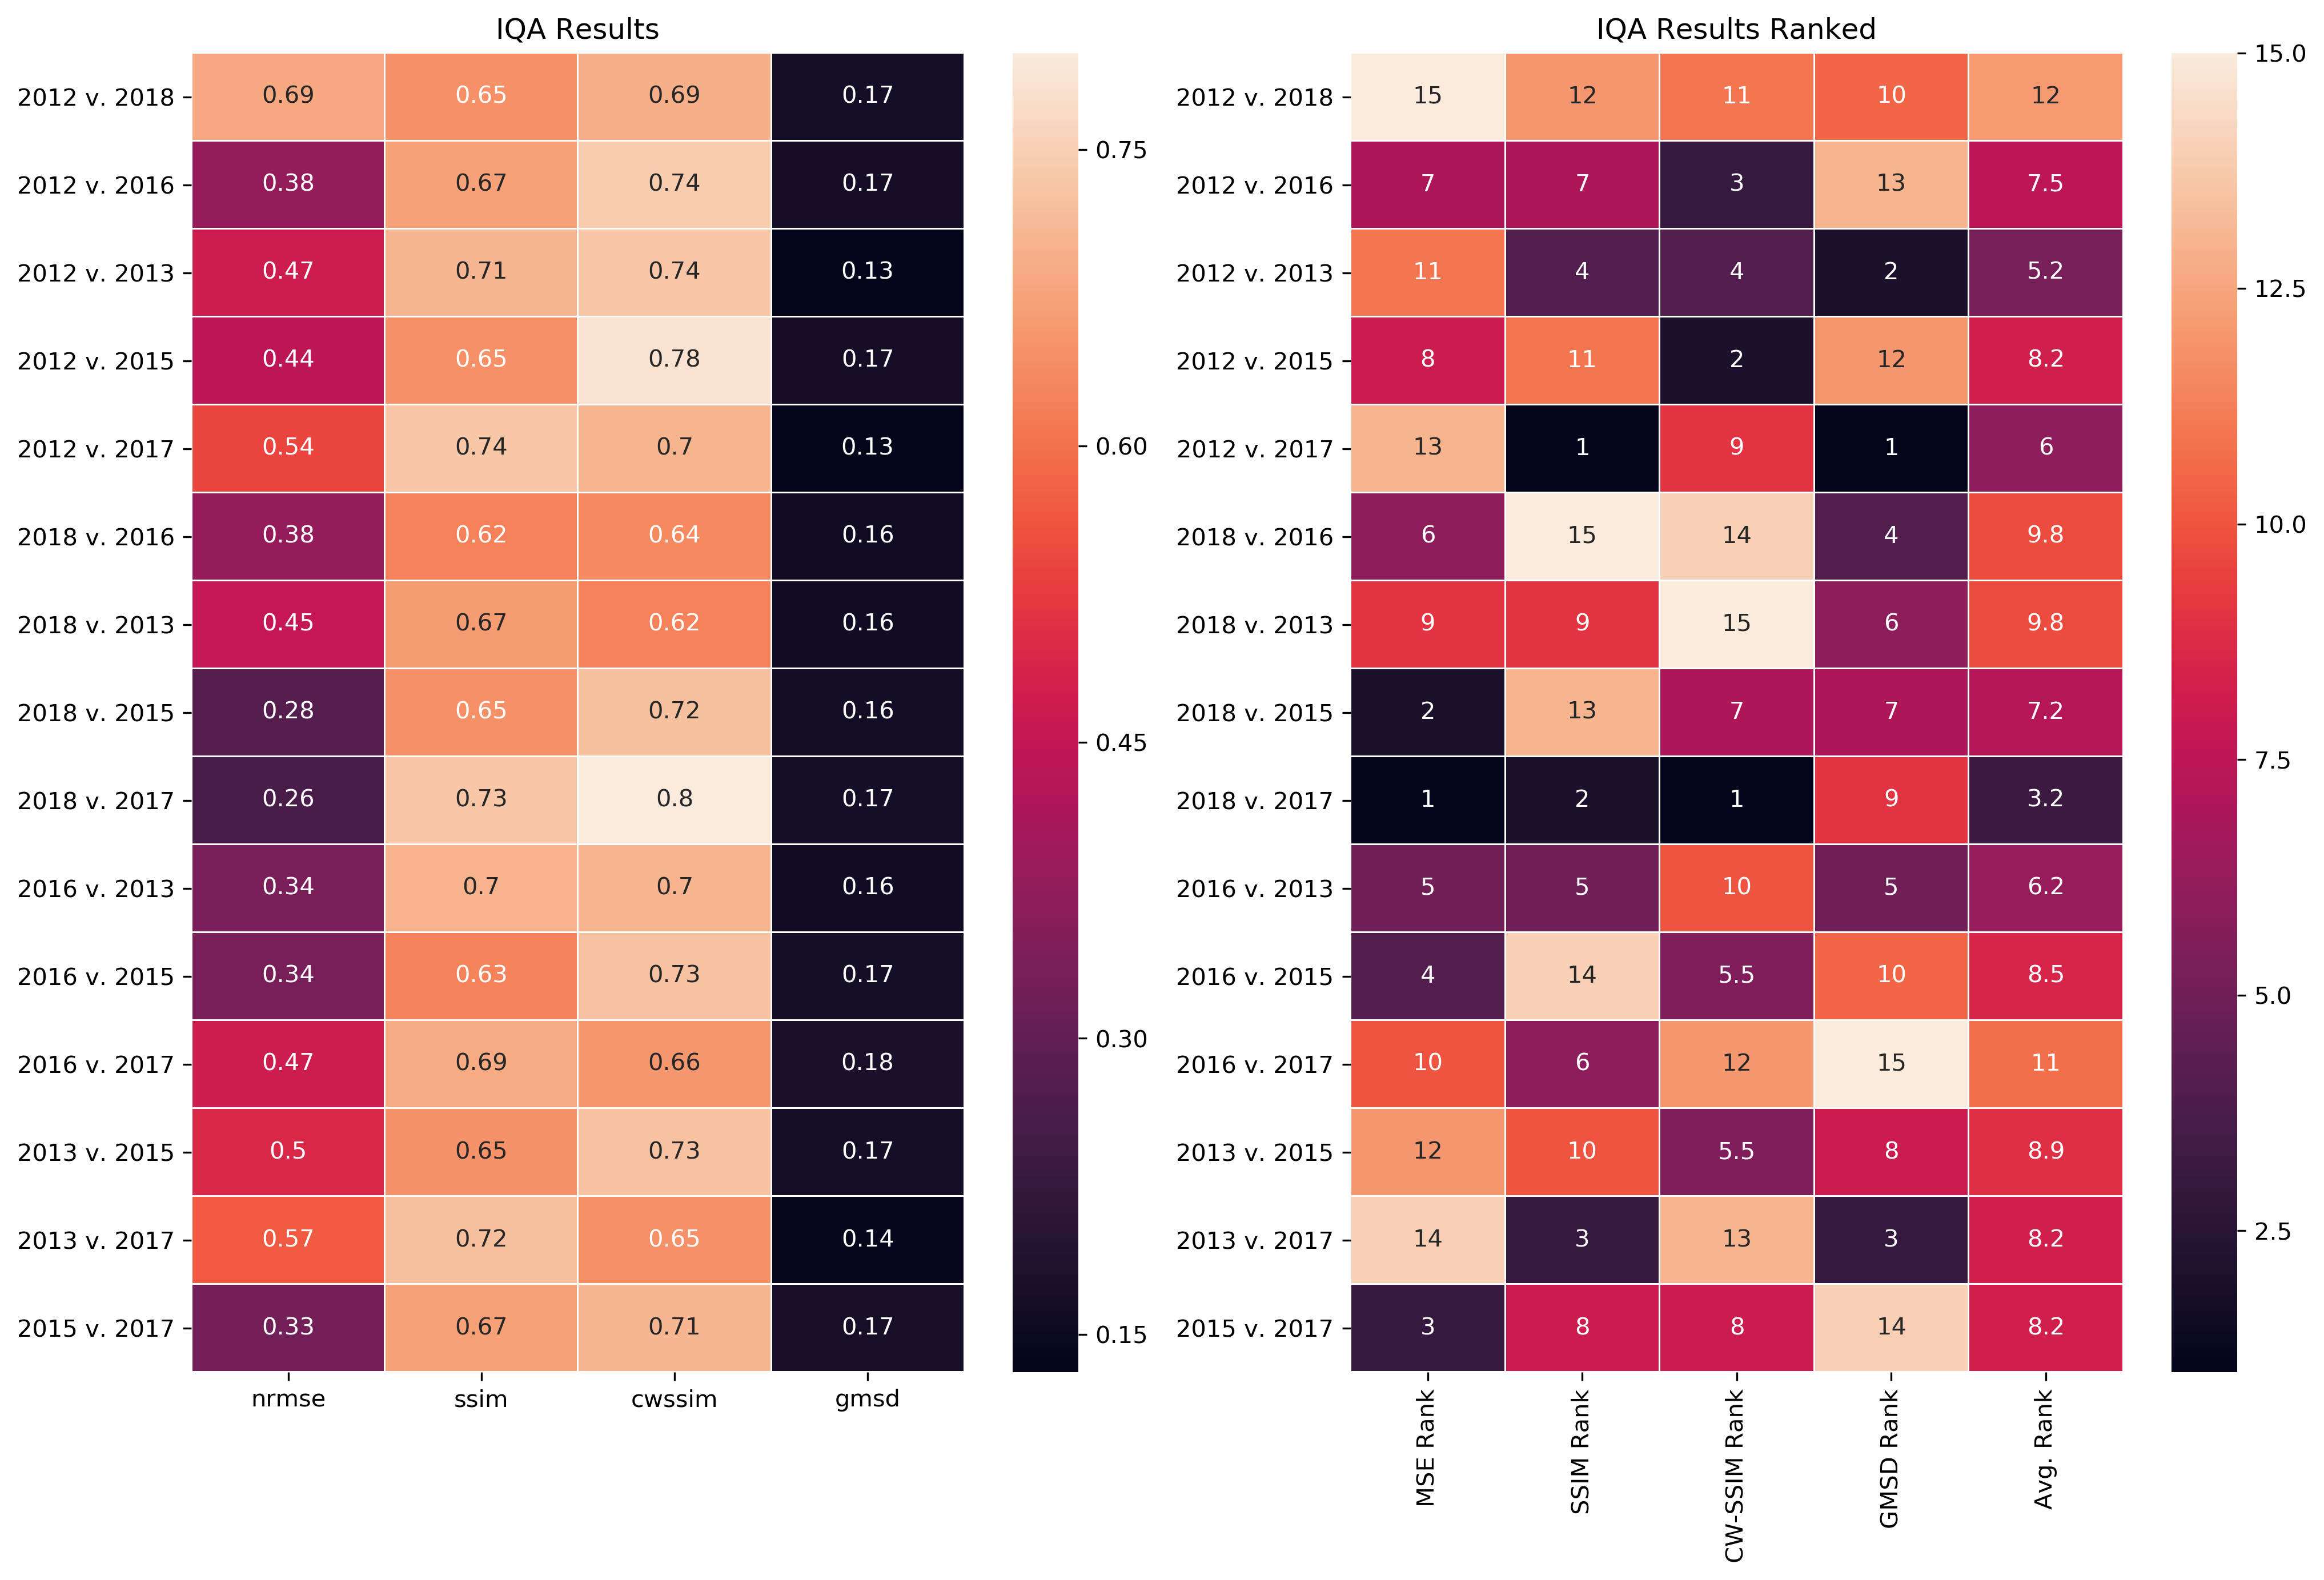 IQA Results
2012 v. 2018 0.69 0.65 0.69 0.17
2012 v. 2016 0.38 0.67 0.74 0.17
2012 v. 2013 0.47 0.71 0.74 0.13
2012 v. 2015 0.44 0.65 0.78 0.17
2012 v. 2017 0.54 0.74 0.7 0.13
2018 v. 2016 0.38 0.62 0.64 0.16
2018 v. 2013 0.45 0.67 0.62 0.16
2018 v. 2015 0.28 0.65 0.72 0.16
2018 v. 2017 0.26 0.73 0.8 0.17
2016 v. 2013 0.34 0.7 0.7 0.16
2016 v. 2015 0.34 0.63 0.73 0.17
2016 v. 2017 0.47 0.69 0.66 0.18
2013 v. 2015 0.5 0.65 0.73 0.17
2013 v. 2017 0.57 0.72 0.65 0.14
2015 v. 2017 0.33 0.67 0.71 0.17
nrmse ssim cwssim gmsd
0.75
0.60
0.45
0.30
0.15
IQA Results Ranked
2012 v. 2018 15 12 11 10 12
2012 v. 2016 7 7 3 13 7.5
2012 v. 2013 11 4 4 2 5.2
2012 v. 2015 8 11 2 12 8.2
2012 v. 2017 13 1 9 1 6
2018 v. 2016 6 15 14 4 9.8
2018 v. 2013 9 9 15 6 9.8
2018 v. 2015 2 13 7 7 7.2
2018 v. 2017 1 2 1 9 3.2
2016 v. 2013 5 5 10 5 6.2
2016 v. 2015 4 14 5.5 10 8.5
2016 v. 2017 10 6 12 15 11
2013 v. 2015 12 10 5.5 8 8.9
2013 v. 2017 14 3 13 3 8.2
2015 v. 2017 3 8 8 14 8.2
MSE Rank
SSIM Rank
CW-SSIM Rank
GMSD Rank
Avg. Rank
15.0
12.5
10.0
7.5
5.0
2.5